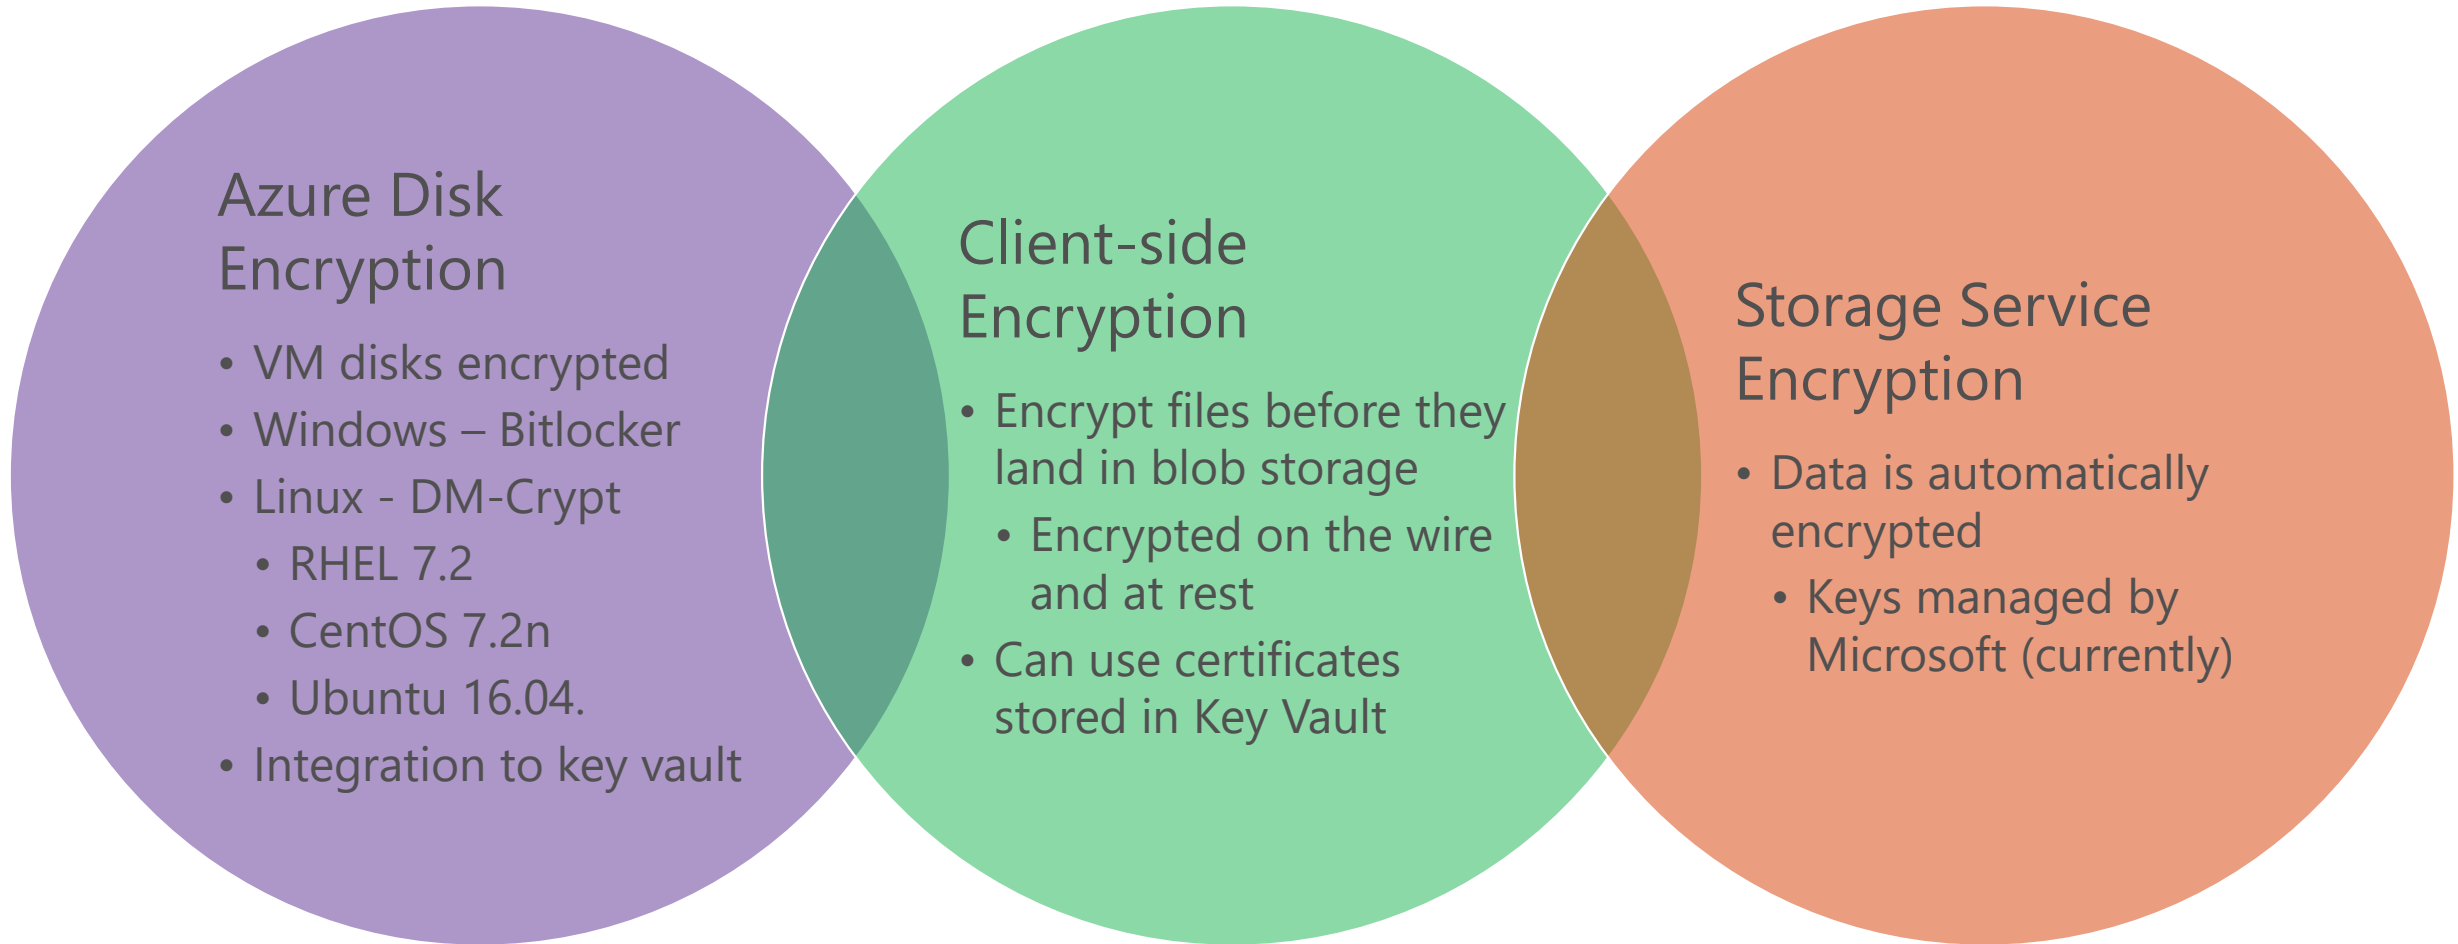 Azure Disk
Encryption
• VM disks encrypted
• Windows – Bitlocker
• Linux - DM-Crypt
• RHEL 7.2
• CentOS 7.2n
• Ubuntu 16.04.
• Integration to key vault
Client-side
Encryption
• Encrypt files before they
land in blob storage
• Encrypted on the wire
and at rest
• Can use certificates
stored in Key Vault
Storage Service
Encryption
• Data is automatically
encrypted
• Keys managed by
Microsoft (currently)